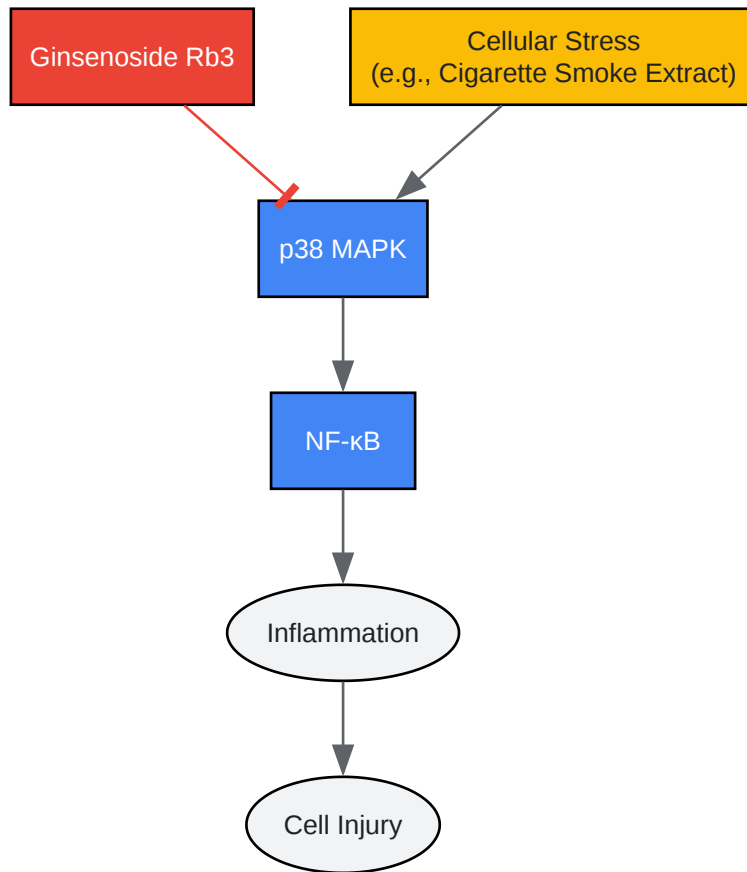 Ginsenoside Rb3
Cellular Stress
(e.g., Cigarette Smoke Extract)
p38 MAPK
NF-κB
Inflammation
Cell Injury